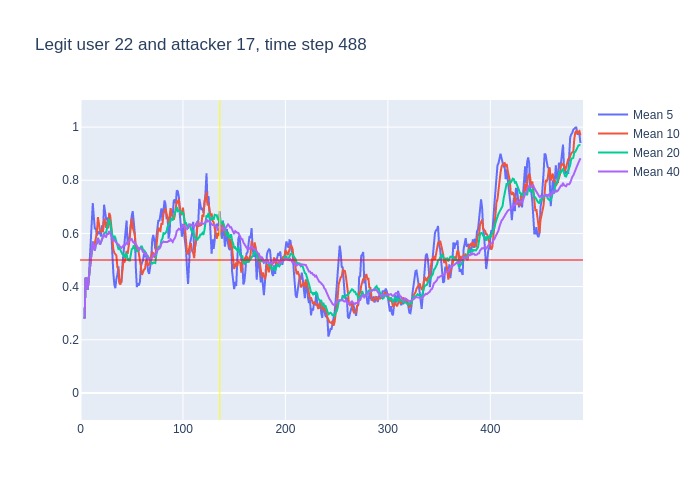 Legit user 22 and attacker 17, time step 488
Mean 5
Mean 10
Mean 20
Mean 40
1
0.8
0.6
0.4
0.2
0
0 100 200 300 400